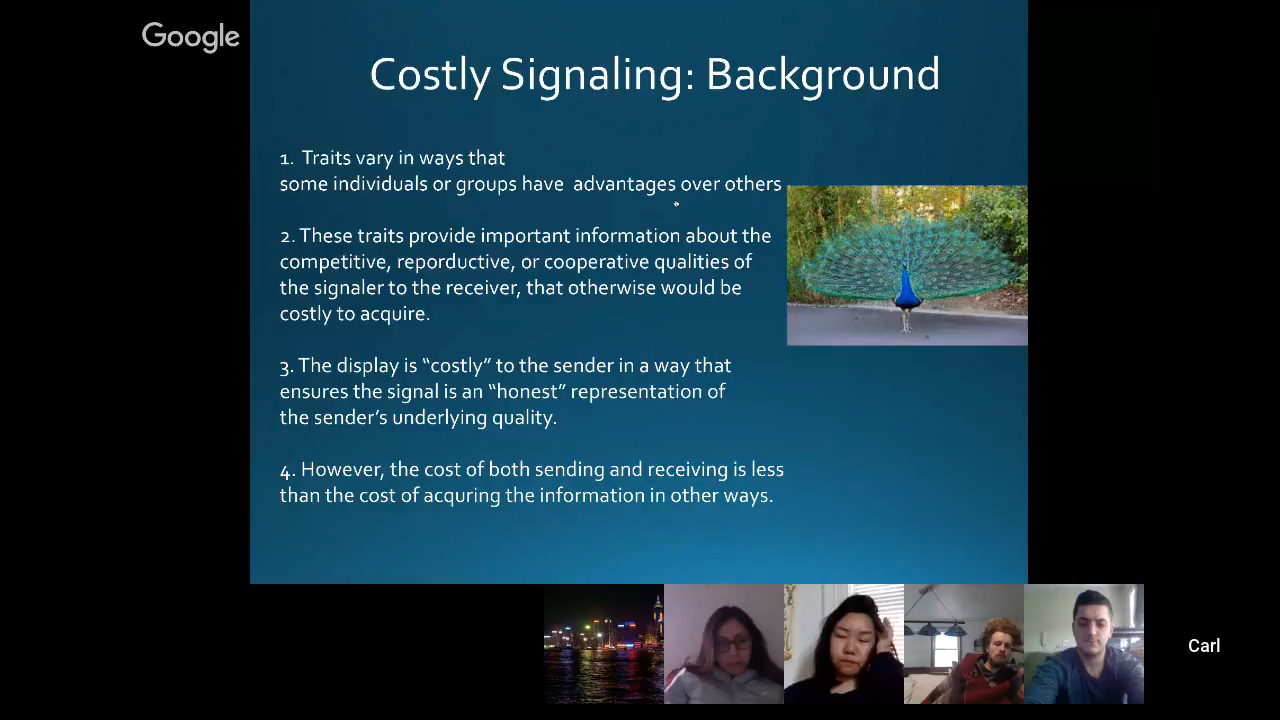 Google
Costly Signaling: Background
1. Traits vary in ways that
some individuals or groups have advantages over others
2. These traits provide important information about the
competitive, reporductive, or cooperative qualities of
the signaler to the receiver, that otherwise would be
costly to acquire.
3. The display is “costly” to the sender in a way that
ensures the signal is an “honest” representation of
the sender’s underlying quality.
4. However, the cost of both sending and receiving is less
than the cost of acquring the information in other ways.
Carl